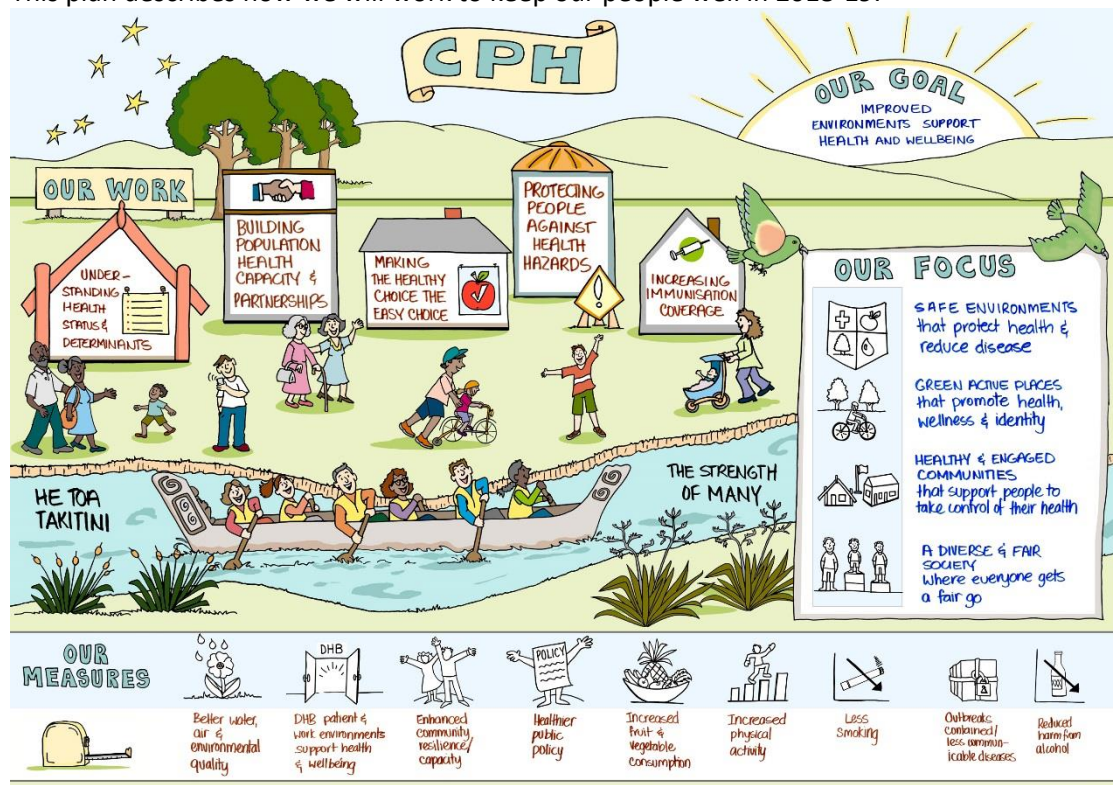 This plan describes how we will work to keep our people well in 2018-19.
CPH
OUR GOAL
IMPROVED
ENVIRONMENTS SUPPORT
HEALTH AND WELLBEING
OUR WORK
UNDER-
STANDING
HEALTH
STATUS &
DETERMINANTS
BUILDING
POPULATION
HEALTH
CAPACITY &
PARTNERSHIPS
MAKING
THE HEALTHY
CHOICE THE
EASY CHOICE
PROTECTING
PEOPLE
AGAINST
HEALTH
HAZARDS
INCREASING
IMMUNISATION
COVERAGE
OUR FOCUS
SAFE ENVIRONMENTS
that protect health &
reduce disease
GREEN ACTIVE PLACES
that promote health,
wellness & identity
HEALTHY & ENGAGED
COMMUNITIES
that support people to
take control of their health
A DIVERSE & FAIR
SOCIETY
where everyone gets
a fair go
HE TOA
TAKITINI
THE STRENGTH
OF MANY
OUR
MEASURES
Better water,
air &
environmental
quality
DHB
DHB patient &
work environments
support health
& wellbeing
Enhanced
community
resilience/
capacity
POLICY
Healthier
public
policy
Increased
fruit &
vegetable
consumption
Increased
physical
activity
Less
smoking
Outbreaks
contained/
less commun-
icable diseases
Reduced
harm from
alcohol